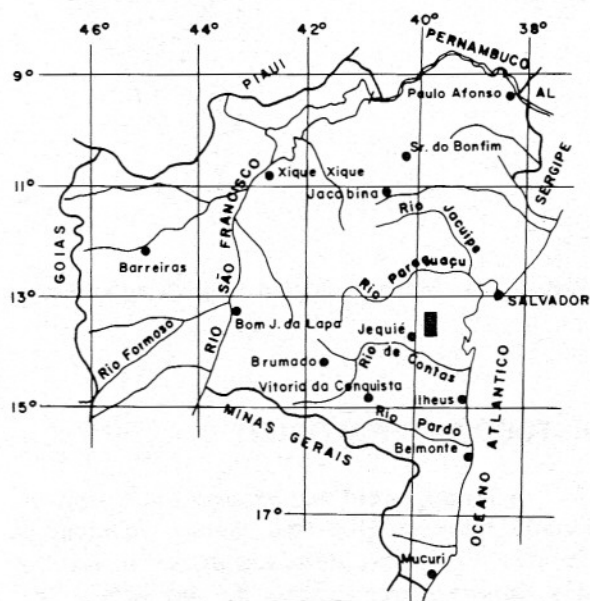 46° 44° 42° 40° 38°
PERNAMBUCO
PIAUI
9°
Paulo Afonso
AL
Sr. do Bonfim
SERGIPE
Xique Xique
11°
Jacobina
Rio Jacuipe
RIO SÃO FRANCISCO
GOIAS
Barreiras
Rio Paraguaçu
13°
SALVADOR
Bom J. da Lapa
Jequié
Rio Formoso
Rio de Contas
Brumado
Vitoria da Conquista
Ilheus
15°
Rio Pardo
MINAS GERAIS
Belmonte
OCEANO ATLANTICO
17°
Mucuri